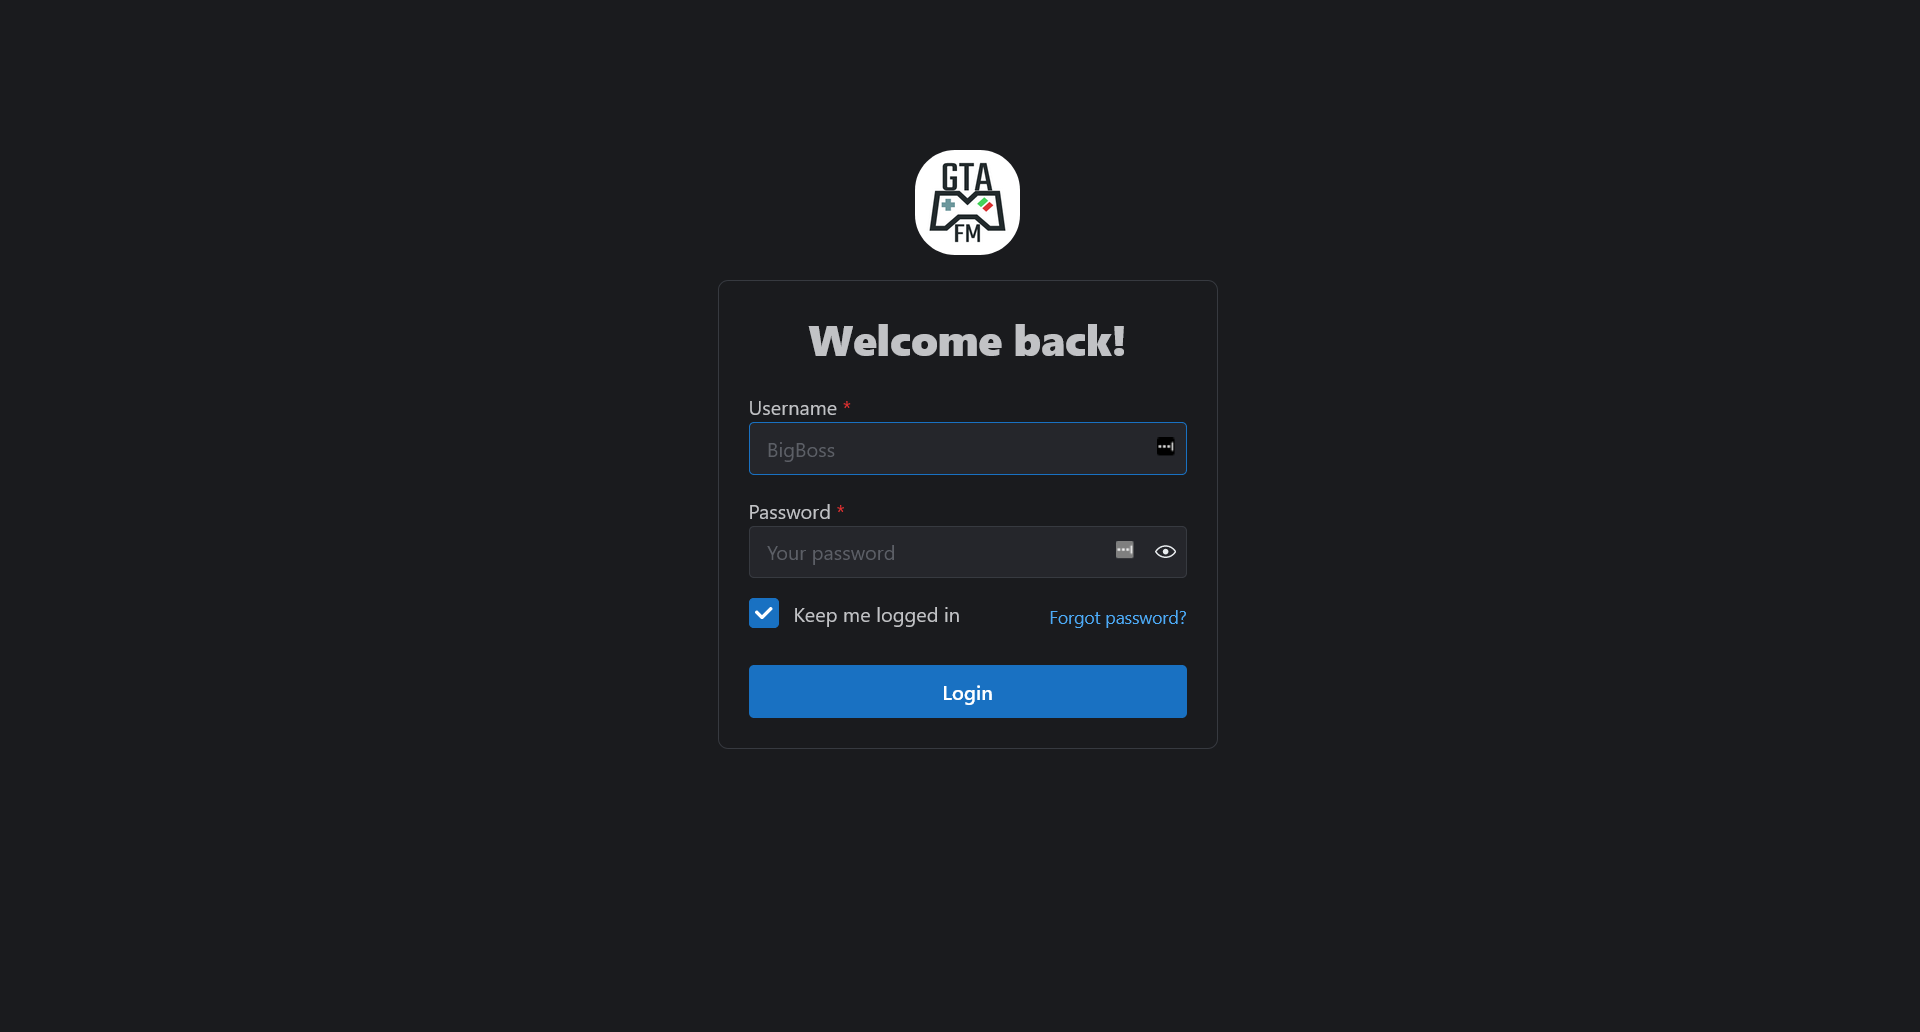 GTA
FM
Welcome back!
Username *
BigBoss
Password *
Your password
Keep me logged in
Forgot password?
Login